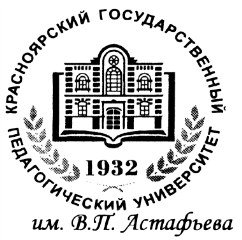 КРАСНОЯРСКИЙ ГОСУДАРСТВЕННЫЙ
ПЕДАГОГИЧЕСКИЙ УНИВЕРСИТЕТ
1932
им. В.П. Астафьева